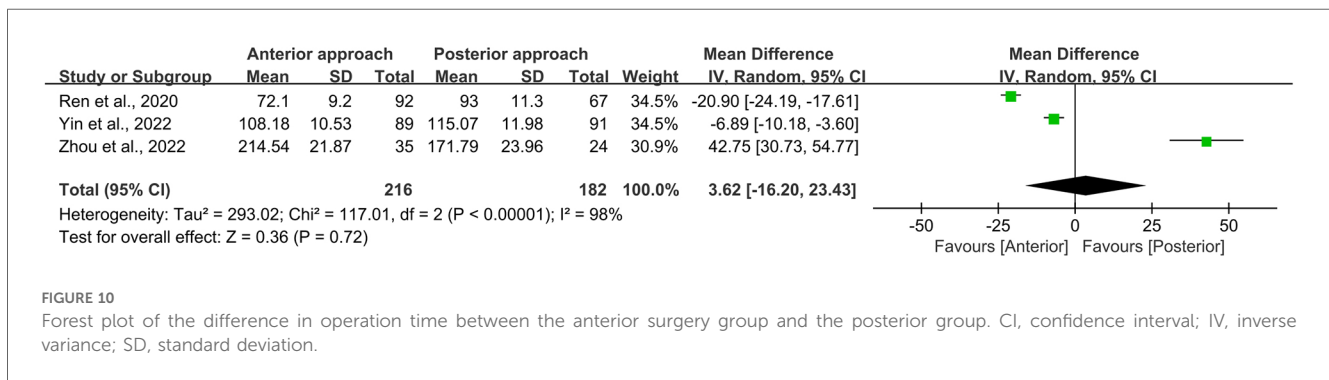 Anterior approach Posterior approach Mean Difference Mean Difference
Study or Subgroup Mean SD Total Mean SD Total Weight IV, Random, 95% CI IV, Random, 95% CI
Ren et al., 2020 72.1 9.2 92 93 11.3 67 34.5% -20.90 [-24.19, -17.61]
Yin et al., 2022 108.18 10.53 89 115.07 11.98 91 34.5% -6.89 [-10.18, -3.60]
Zhou et al., 2022 214.54 21.87 35 171.79 23.96 24 30.9% 42.75 [30.73, 54.77]
Total (95% CI) 216 182 100.0% 3.62 [-16.20, 23.43]
Heterogeneity: Tau² = 293.02; Chi² = 117.01, df = 2 (P < 0.00001); I² = 98%
Test for overall effect: Z = 0.36 (P = 0.72)
-50 -25 0 25 50
Favours [Anterior] Favours [Posterior]
FIGURE 10
Forest plot of the difference in operation time between the anterior surgery group and the posterior group. CI, confidence interval; IV, inverse
variance; SD, standard deviation.